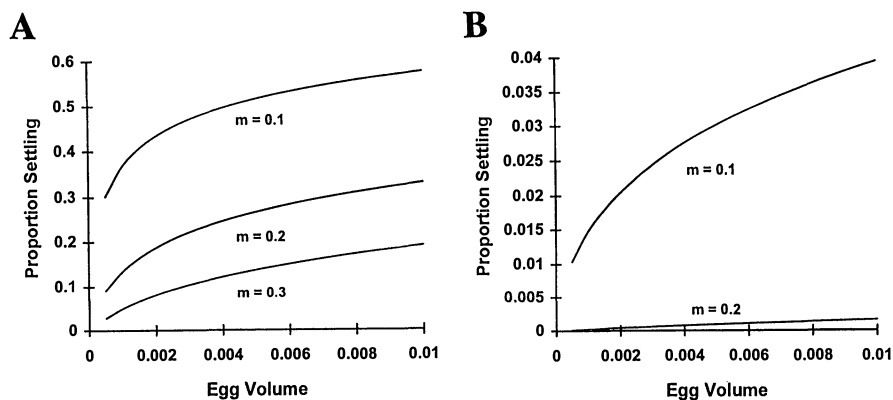 A
Proportion Settling
0.6
0.5
0.4
0.3
0.2
0.1
0
m = 0.1
m = 0.2
m = 0.3
0 0.002 0.004 0.006 0.008 0.01
Egg Volume
B
Proportion Settling
0.04
0.035
0.03
0.025
0.02
0.015
0.01
0.005
0
m = 0.1
m = 0.2
0 0.002 0.004 0.006 0.008 0.01
Egg Volume